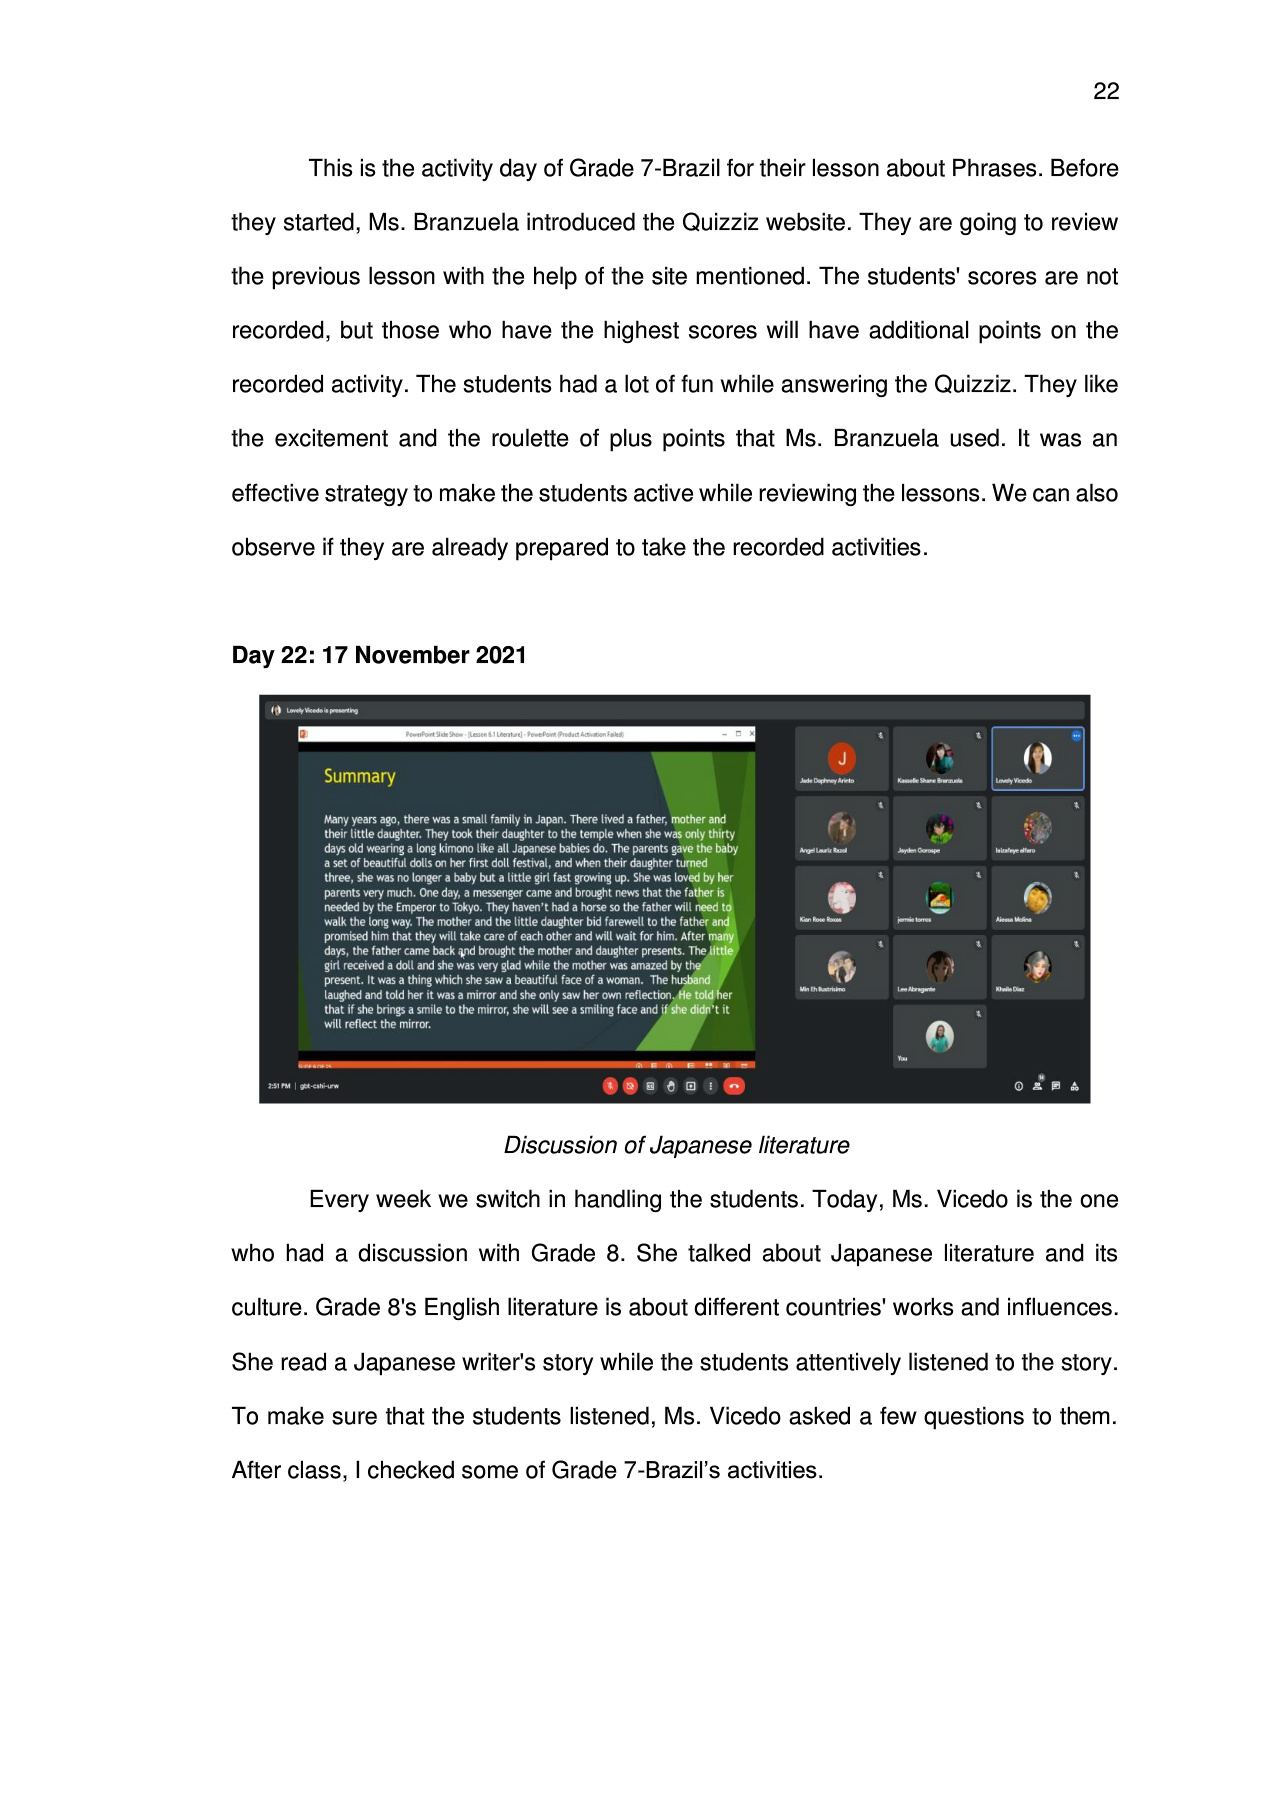 22
This is the activity day of Grade 7-Brazil for their lesson about Phrases. Before
they started, Ms. Branzuela introduced the Quizziz website. They are going to review
the previous lesson with the help of the site mentioned. The students' scores are not
recorded, but those who have the highest scores will have additional points on the
recorded activity. The students had a lot of fun while answering the Quizziz. They like
the excitement and the roulette of plus points that Ms. Branzuela used. It was an
effective strategy to make the students active while reviewing the lessons. We can also
observe if they are already prepared to take the recorded activities.
Day 22: 17 November 2021
Lovely Vicedo is presenting
PowerPoint Slide Show - [Lesson 6.1 Literature] - PowerPoint (Product Activation Failed)
Summary
Many years ago, there was a small family in Japan. There lived a father, mother and
their little daughter. They took their daughter to the temple when she was only thirty
days old wearing a long kimono like all Japanese babies do. The parents gave the baby
a set of beautiful dolls on her first doll festival, and when their daughter turned
three, she was no longer a baby but a little girl fast growing up. She was loved by her
parents very much. One day, a messenger came and brought news that the father is
needed by the Emperor to Tokyo. They haven't had a horse so the father will need to
walk the long way. The mother and the little daughter bid farewell to the father and
promised him that they will take care of each other and will wait for him. After many
days, the father came back and brought the mother and daughter presents. The little
girl received a doll and she was very glad while the mother was amazed by the
present. It was a thing which she saw a beautiful face of a woman. The husband
laughed and told her it was a mirror and she only saw her own reflection. He told her
that if she brings a smile to the mirror, she will see a smiling face and if she didn't it
will reflect the mirror.
J
Jade Daphney Arinto
Kasselle Shane Branzuela
Lovely Vicedo
Angel Lauriz Razol
Jayden Gorospe
Kian Rose Roxas
jermie torres
Aleesa Molina
Min Eh Ilustrisimo
Lee Abragante
Khaila Diaz
You
2:51 PM | gbt-cshi-urw
Discussion of Japanese literature
Every week we switch in handling the students. Today, Ms. Vicedo is the one
who had a discussion with Grade 8. She talked about Japanese literature and its
culture. Grade 8's English literature is about different countries' works and influences.
She read a Japanese writer's story while the students attentively listened to the story.
To make sure that the students listened, Ms. Vicedo asked a few questions to them.
After class, I checked some of Grade 7-Brazil’s activities.